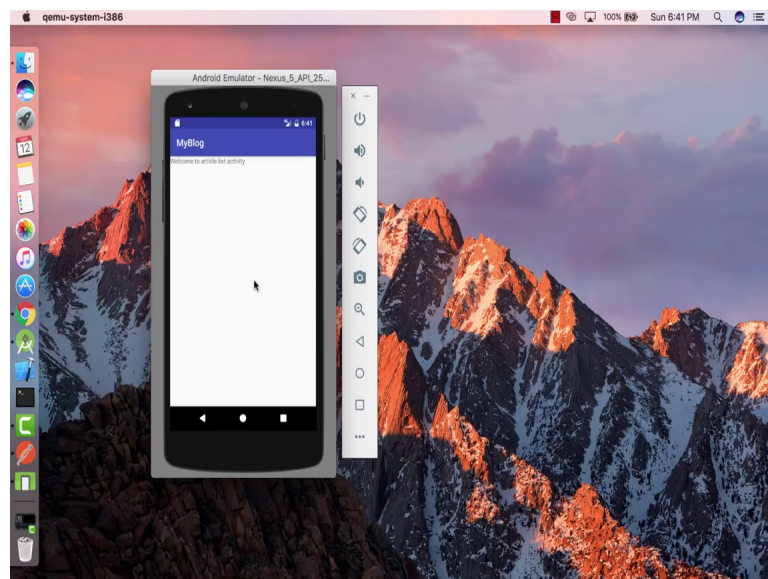 qemu-system-i386
100%
Sun 6:41 PM
Android Emulator - Nexus_5_API_25...
6:41
MyBlog
Welcome to article list activity
12